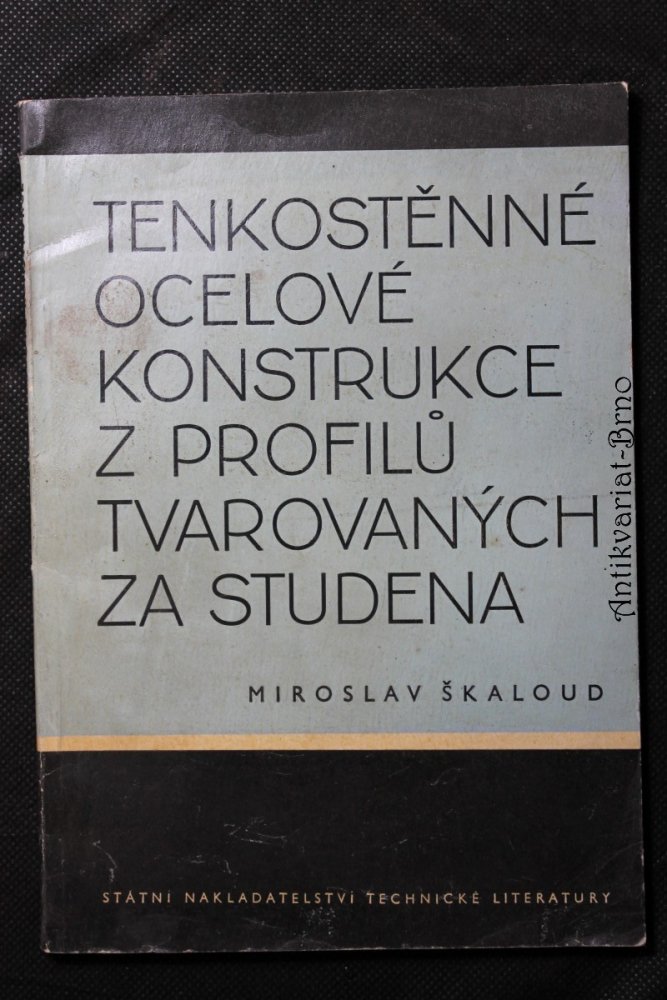 TENKOSTĚNNÉ
OCELOVÉ
KONSTRUKCE
Z PROFILŮ
TVAROVANÝCH
ZA STUDENA
MIROSLAV ŠKALOUD
STÁTNÍ NAKLADATELSTVÍ TECHNICKÉ LITERATURY
Antikvariat-Brno